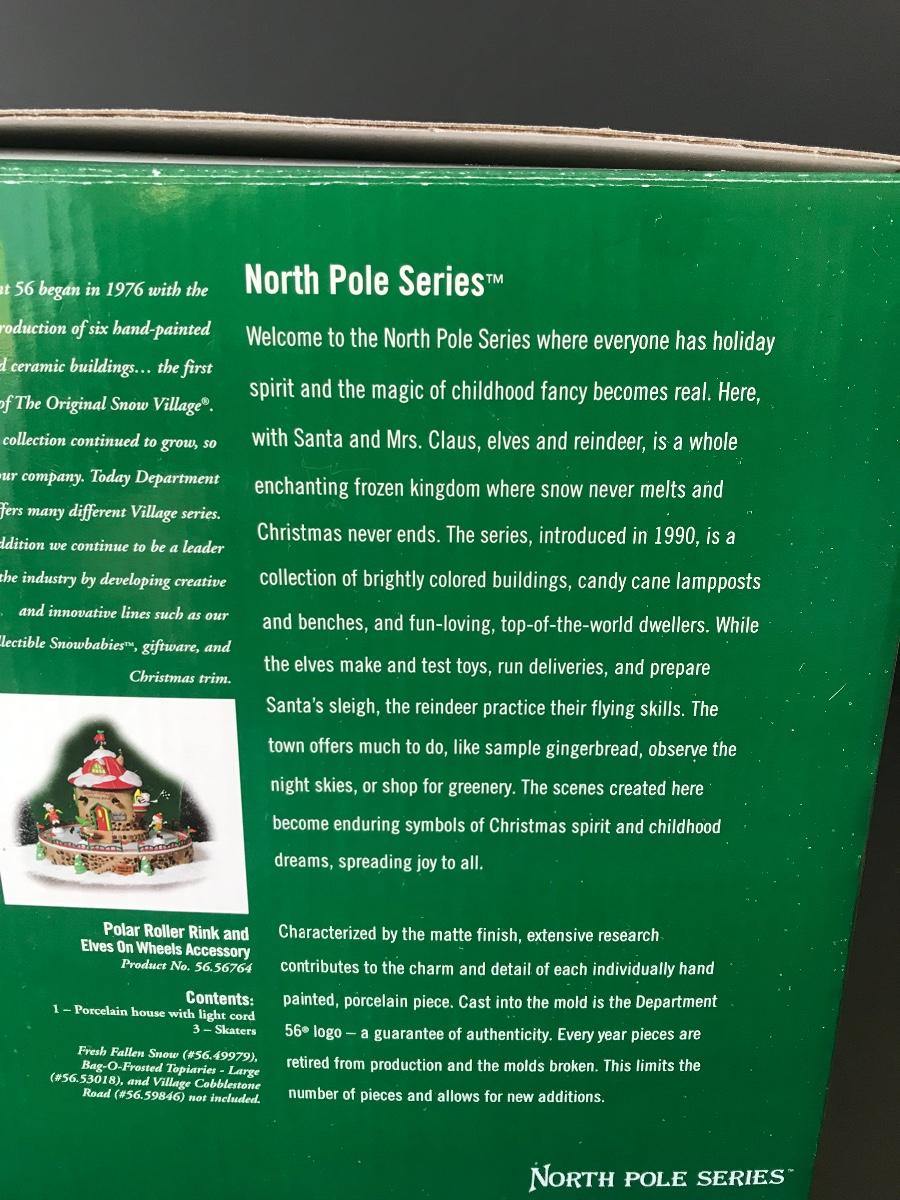 56 began in 1976 with the
of six hand-painted
ceramic buildings... the first
of The Original Snow Village®.
collection continued to grow, so
company. Today Department
many different Village series.
we continue to be a leader
the industry by developing creative
and innovative lines such as our
Snowbabies™, giftware, and
Christmas trim.
Polar Roller Rink and
Elves On Wheels Accessory
Product No. 56.56764
Contents:
1 – Porcelain house with light cord
3 – Skaters
Fresh Fallen Snow (#56.49979),
Bag-O-Frosted Topiaries - Large
(#56.53018), and Village Cobblestone
Road (#56.59846) not included.
North Pole Series™
Welcome to the North Pole Series where everyone has holiday
spirit and the magic of childhood fancy becomes real. Here,
with Santa and Mrs. Claus, elves and reindeer, is a whole
enchanting frozen kingdom where snow never melts and
Christmas never ends. The series, introduced in 1990, is a
collection of brightly colored buildings, candy cane lampposts
and benches, and fun-loving, top-of-the-world dwellers. While
the elves make and test toys, run deliveries, and prepare
Santa's sleigh, the reindeer practice their flying skills. The
town offers much to do, like sample gingerbread, observe the
night skies, or shop for greenery. The scenes created here
become enduring symbols of Christmas spirit and childhood
dreams, spreading joy to all.
Characterized by the matte finish, extensive research
contributes to the charm and detail of each individually hand
painted, porcelain piece. Cast into the mold is the Department
56® logo – a guarantee of authenticity. Every year pieces are
retired from production and the molds broken. This limits the
number of pieces and allows for new additions.
NORTH POLE SERIES™